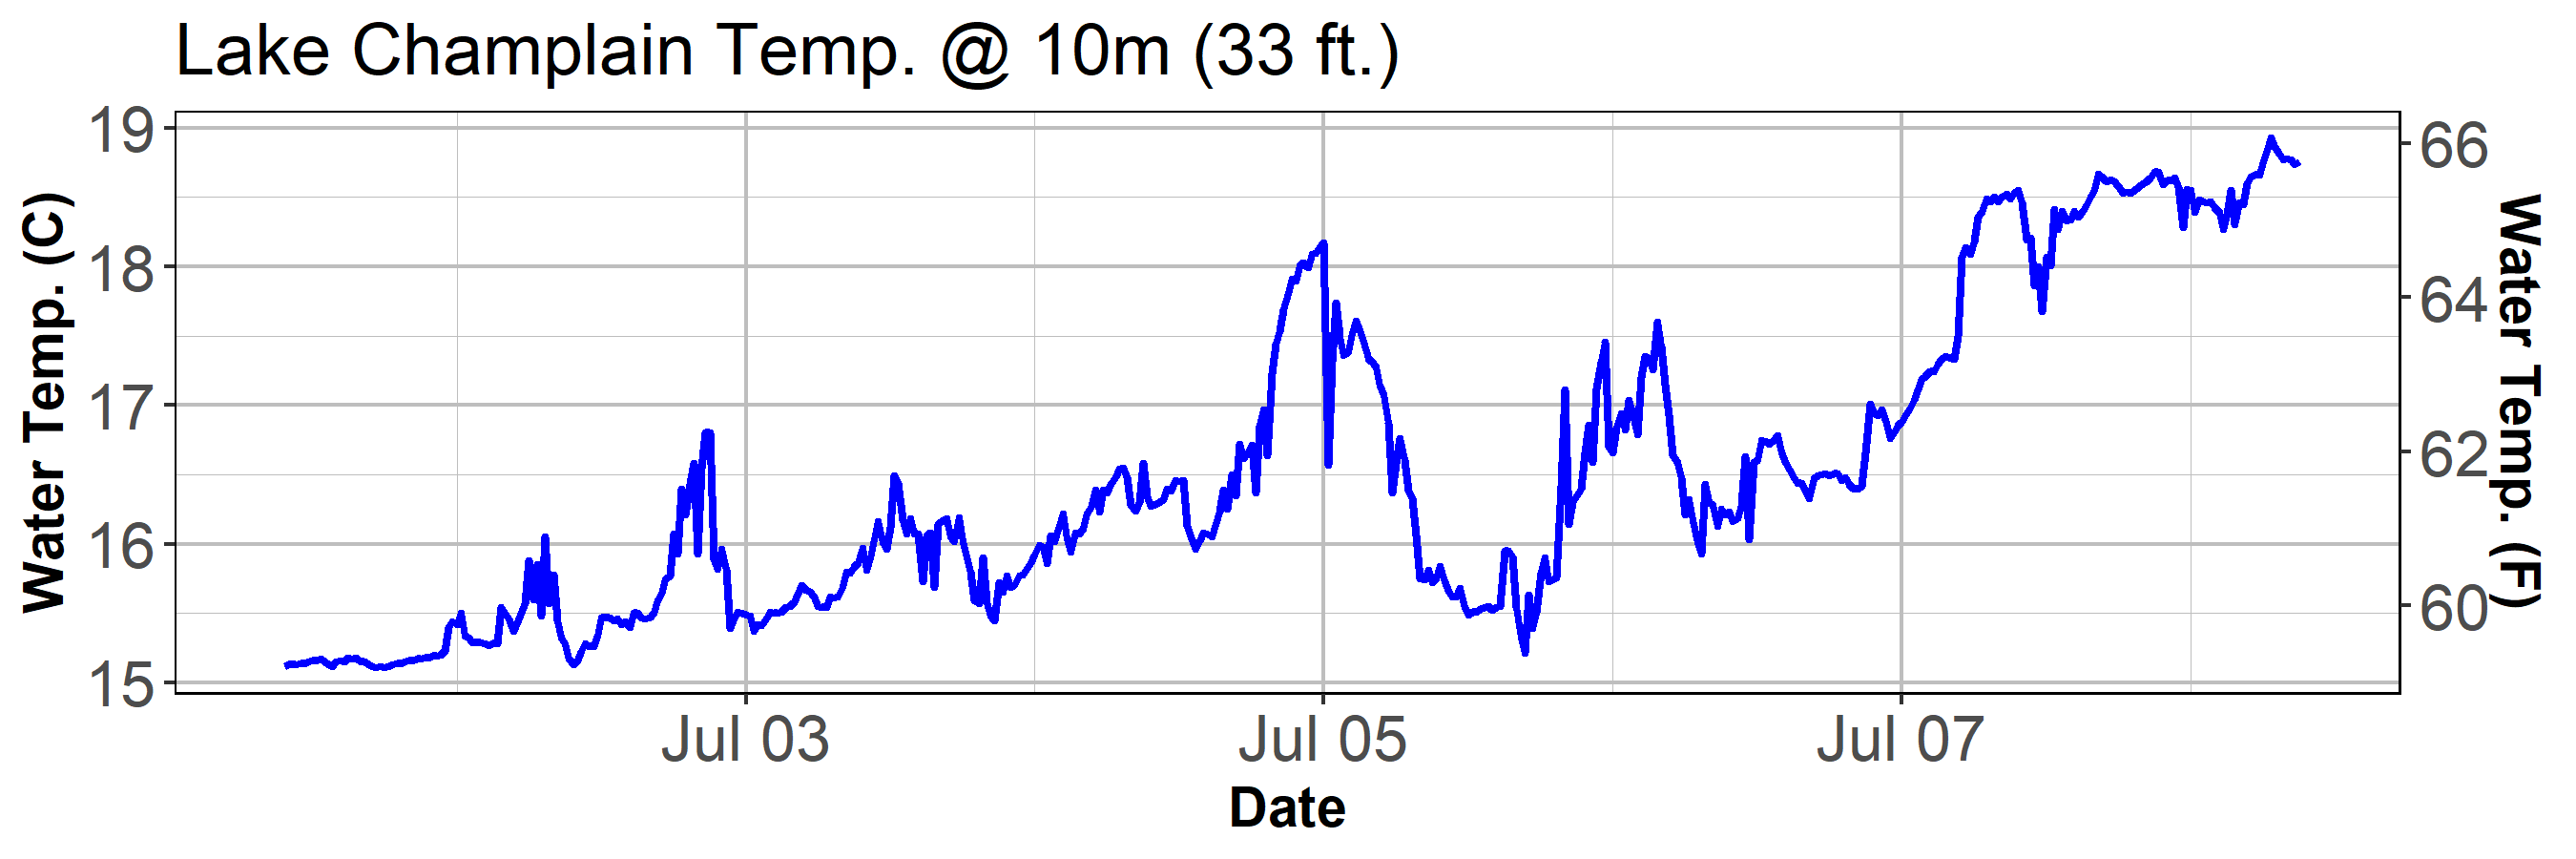 Lake Champlain Temp. @ 10m (33 ft.)
Water Temp. (C)
19
18
17
16
15
66
64
62
60
Water Temp. (F)
Jul 03
Jul 05
Jul 07
Date